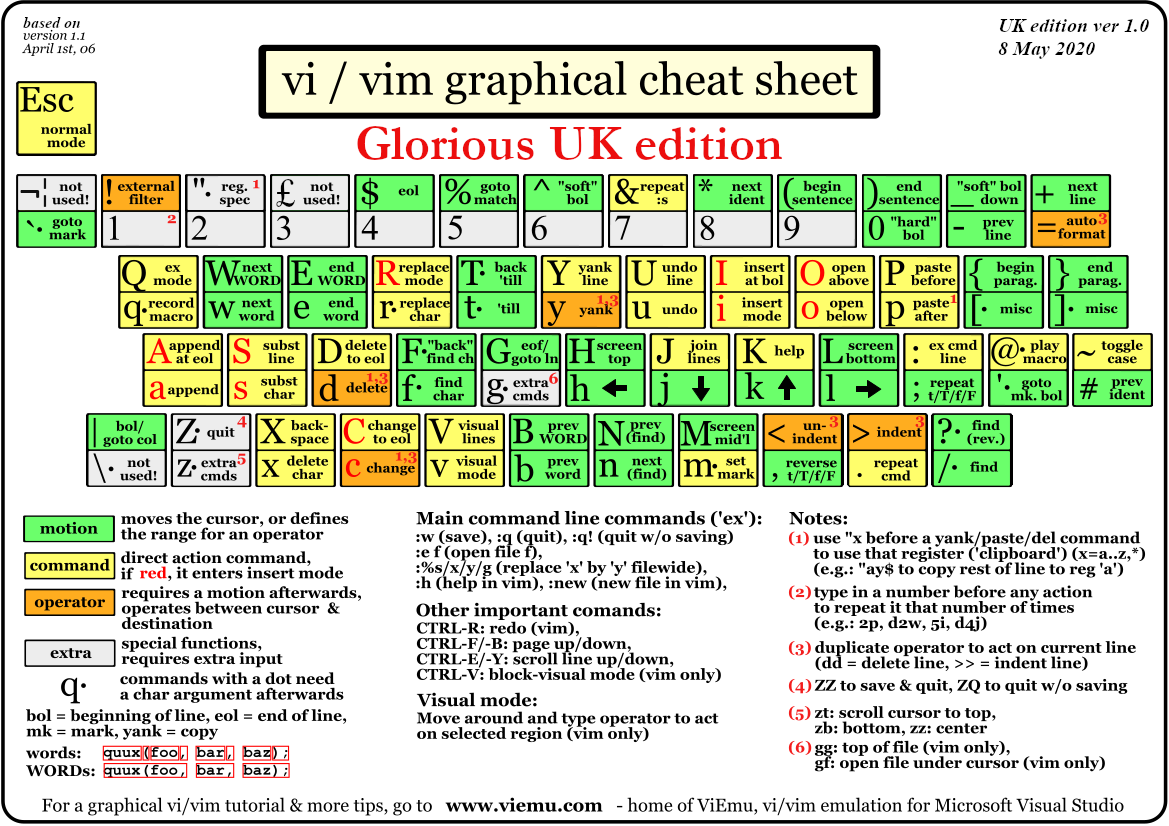 based on
version 1.1
April 1st, 06
UK edition ver 1.0
8 May 2020
vi / vim graphical cheat sheet
Glorious UK edition
Esc normal mode
¬¦ not used!
! external filter
"· reg. spec 1
£ not used!
$ eol
% goto match
^ "soft" bol
& repeat :s
* next ident
( begin sentence
) end sentence
_ "soft" bol down
+ next line
`· goto mark
1 2
2
3
4
5
6
7
8
9
0 "hard" bol
- prev line
= auto format 3
Q ex mode
W next WORD
E end WORD
R replace mode
T· back 'till
Y yank line
U undo line
I insert at bol
O open above
P paste before
{ begin parag.
} end parag.
q· record macro
w next word
e end word
r· replace char
t· 'till
y yank 1,3
u undo
i insert mode
o open below
p paste after 1
[· misc
]· misc
A append at eol
S subst line
D delete to eol
F· "back" find ch
G eof/ goto ln
H screen top
J join lines
K help
L screen bottom
: ex cmd line
@· play macro
~ toggle case
a append
s subst char
d delete 1,3
f· find char
g· extra cmds 6
h ←
j ↓
k ↑
l →
; repeat t/T/f/F
'· goto mk. bol
# prev ident
| bol/ goto col
Z· quit 4
X back-space
C change to eol
V visual lines
B prev WORD
N prev (find)
M screen mid'l
< un-indent 3
> indent 3
?· find (rev.)
\· not used!
z· extra cmds 5
x delete char
c change 1,3
v visual mode
b prev word
n next (find)
m· set mark
, reverse t/T/f/F
. repeat cmd
/· find
motion
moves the cursor, or defines
the range for an operator
command
direct action command,
if red, it enters insert mode
operator
requires a motion afterwards,
operates between cursor &
destination
extra
special functions,
requires extra input
q·
commands with a dot need
a char argument afterwards
bol = beginning of line, eol = end of line,
mk = mark, yank = copy
words: quux(foo, bar, baz);
WORDs: quux(foo, bar, baz);
Main command line commands ('ex'):
:w (save), :q (quit), :q! (quit w/o saving)
:e f (open file f),
:%s/x/y/g (replace 'x' by 'y' filewide),
:h (help in vim), :new (new file in vim),
Other important comands:
CTRL-R: redo (vim),
CTRL-F/-B: page up/down,
CTRL-E/-Y: scroll line up/down,
CTRL-V: block-visual mode (vim only)
Visual mode:
Move around and type operator to act
on selected region (vim only)
Notes:
(1) use "x before a yank/paste/del command
to use that register ('clipboard') (x=a..z,*)
(e.g.: "ay$ to copy rest of line to reg 'a')
(2) type in a number before any action
to repeat it that number of times
(e.g.: 2p, d2w, 5i, d4j)
(3) duplicate operator to act on current line
(dd = delete line, >> = indent line)
(4) ZZ to save & quit, ZQ to quit w/o saving
(5) zt: scroll cursor to top,
zb: bottom, zz: center
(6) gg: top of file (vim only),
gf: open file under cursor (vim only)
For a graphical vi/vim tutorial & more tips, go to www.viemu.com - home of ViEmu, vi/vim emulation for Microsoft Visual Studio